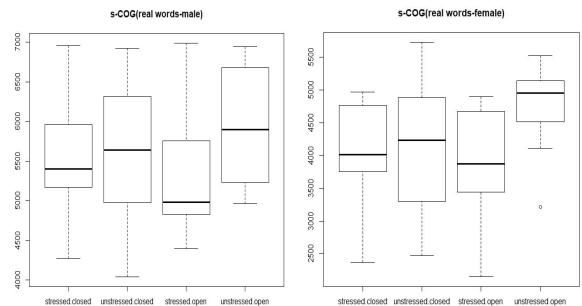 s-COG(real words-male)
7000
6500
6000
5500
5000
4500
4000
stressed.closed
unstressed.closed
stressed.open
unstressed.open
s-COG(real words-female)
5500
5000
4500
4000
3500
3000
2500
stressed.closed
unstressed.closed
stressed.open
unstressed.open